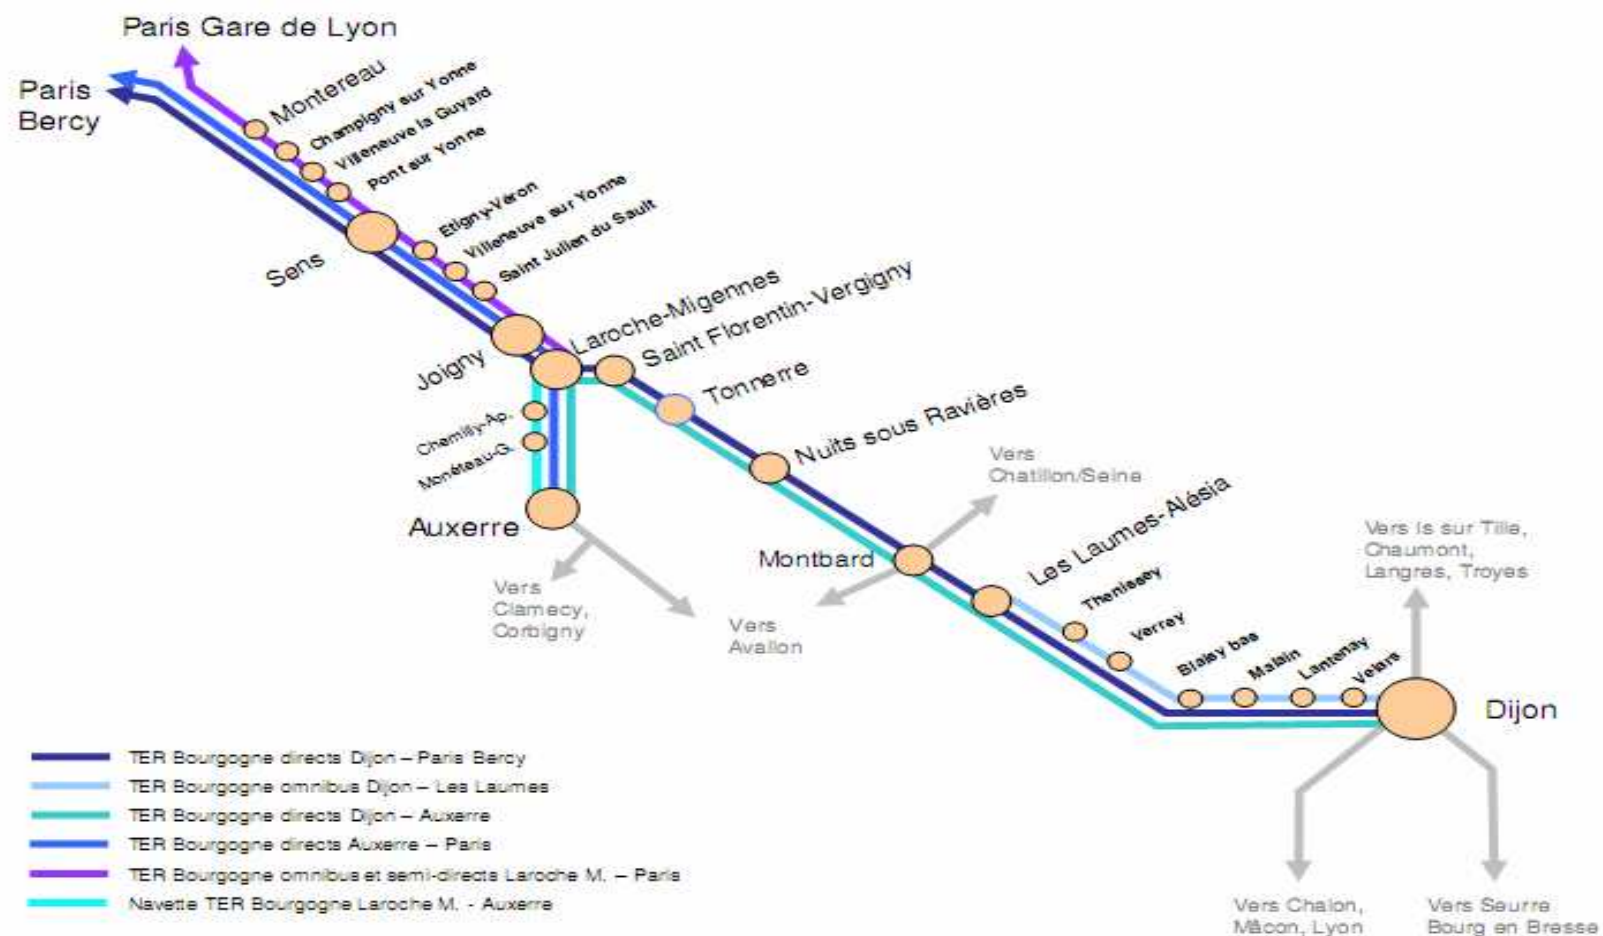 Paris Gare de Lyon
Paris
Bercy
Montereau
Champigny sur Yonne
Villeneuve la Guyard
Pont sur Yonne
Sens
Etigny-Véron
Villeneuve sur Yonne
Saint Julien du Sault
Joigny
Laroche-Migennes
Saint Florentin-Vergigny
Tonnerre
Nuits sous Ravières
Chemilly-Ap.
Monéteau-G.
Auxerre
Vers
Clamecy,
Corbigny
Vers
Avallon
Montbard
Vers
Chatillon/Seine
Les Laumes-Alésia
Thenissey
Verrey
Blaisy bas
Malain
Lantenay
Velars
Vers Is sur Tille,
Chaumont,
Langres, Troyes
Dijon
Vers Chalon,
Mâcon, Lyon
Vers Seurre
Bourg en Bresse
TER Bourgogne directs Dijon – Paris Bercy
TER Bourgogne omnibus Dijon – Les Laumes
TER Bourgogne directs Dijon – Auxerre
TER Bourgogne directs Auxerre – Paris
TER Bourgogne omnibus et semi-directs Laroche M. – Paris
Navette TER Bourgogne Laroche M. - Auxerre